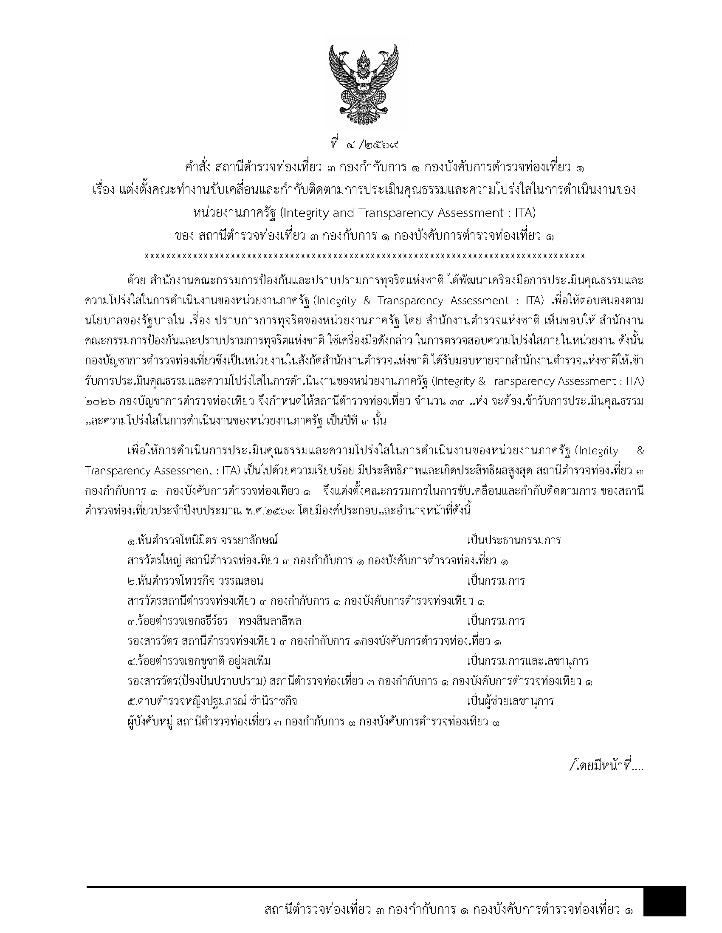 ที่ ๔ /๒๕๖๙
คำสั่ง สถานีตำรวจท่องเที่ยว ๓ กองกำกับการ ๑ กองบังคับการตำรวจท่องเที่ยว ๑
เรื่อง แต่งตั้งคณะทำงานขับเคลื่อนและกำกับติดตามการประเมินคุณธรรมและความโปร่งใสในการดำเนินงานของ
หน่วยงานภาครัฐ (Integrity and Transparency Assessment : ITA)
ของ สถานีตำรวจท่องเที่ยว ๓ กองกับการ ๑ กองบังคับการตำรวจท่องเที่ยว ๑
ด้วย สำนักงานคณะกรรมการป้องกันและปราบปรามการทุจริตแห่งชาติ ได้พัฒนาเครื่องมือการประเมินคุณธรรมและ
ความโปร่งใสในการดำเนินงานของหน่วยงานภาครัฐ (Integrity & Transparency Assessment : ITA) เพื่อให้ตอบสนองตาม
นโยบายของรัฐบาลใน เรื่อง ปราบการการทุจริตของหน่วยงานภาครัฐ โดย สำนักงานตำรวจแห่งชาติ เห็นชอบให้ สำนักงาน
คณะกรรมการป้องกันและปราบปรามการทุจริตแห่งชาติ ใช้เครื่องมือดังกล่าว ในการตรวจสอบความโปร่งใสภายในหน่วยงาน ดังนั้น
กองบัญชาการตำรวจท่องเที่ยวซึ่งเป็นหน่วยงานในสังกัดสำนักงานตำรวจแห่งชาติ ได้รับมอบหายจากสำนักงานตำรวจแห่งชาติให้เข้า
รับการประเมินคุณธรรมและความโปร่งใสในการดำเนินงานของหน่วยงานภาครัฐ (Integrity & Transparency Assessment : ITA)
๒๐๒๖ กองบัญชาการตำรวจท่องเที่ยว จึงกำหนดให้สถานีตำรวจท่องเที่ยว จำนวน ๓๙ แห่ง จะต้องเข้ารับการประเมินคุณธรรม
และความโปร่งใสในการดำเนินงานของหน่วยงานภาครัฐ เป็นปีที่ ๓ นั้น
เพื่อให้การดำเนินการประเมินคุณธรรมและความโปร่งใสในการดำเนินงานของหน่วยงานภาครัฐ (Integrity &
Transparency Assessment : ITA) เป็นไปด้วยความเรียบร้อย มีประสิทธิภาพและเกิดประสิทธิผลสูงสุด สถานีตำรวจท่องเที่ยว ๓
กองกำกับการ ๑ กองบังคับการตำรวจท่องเที่ยว ๑ จึงแต่งตั้งคณะกรรมการในการขับเคลื่อนและกำกับติดตามการ ของสถานี
ตำรวจท่องเที่ยวประจำปีงบประมาณ พ.ศ.๒๕๖๙ โดยมีองค์ประกอบและอำนาจหน้าที่ดังนี้
๑.พันตำรวจโทนิมิตร จรรยาลักษณ์ เป็นประธานกรรมการ
สารวัตรใหญ่ สถานีตำรวจท่องเที่ยว ๓ กองกำกับการ ๑ กองบังคับการตำรวจท่องเที่ยว ๑
๒.พันตำรวจโทวรกิจ วรรณสอน เป็นกรรมการ
สารวัตรสถานีตำรวจท่องเที่ยว ๓ กองกำกับการ ๑ กองบังคับการตำรวจท่องเที่ยว ๑
๓.ร้อยตำรวจเอกธีร์ธร ทองสินลาลีพล เป็นกรรมการ
รองสารวัตร สถานีตำรวจท่องเที่ยว ๓ กองกำกับการ ๑กองบังคับการตำรวจท่องเที่ยว ๑
๔.ร้อยตำรวจเอกชูชาติ อยู่ผลเพิ่ม เป็นกรรมการและเลขานุการ
รองสารวัตร(ป้องปันปราบปราม) สถานีตำรวจท่องเที่ยว ๓ กองกำกับการ ๑ กองบังคับการตำรวจท่องเที่ยว ๑
๕.ดาบตำรวจหญิงปฐมภรณ์ ชำนิราชกิจ เป็นผู้ช่วยเลขานุการ
ผู้บังคับหมู่ สถานีตำรวจท่องเที่ยว ๓ กองกำกับการ ๑ กองบังคับการตำรวจท่องเที่ยว ๑
/โดยมีหน้าที่....
สถานีตำรวจท่องเที่ยว ๓ กองกำกับการ ๑ กองบังคับการตำรวจท่องเที่ยว ๑